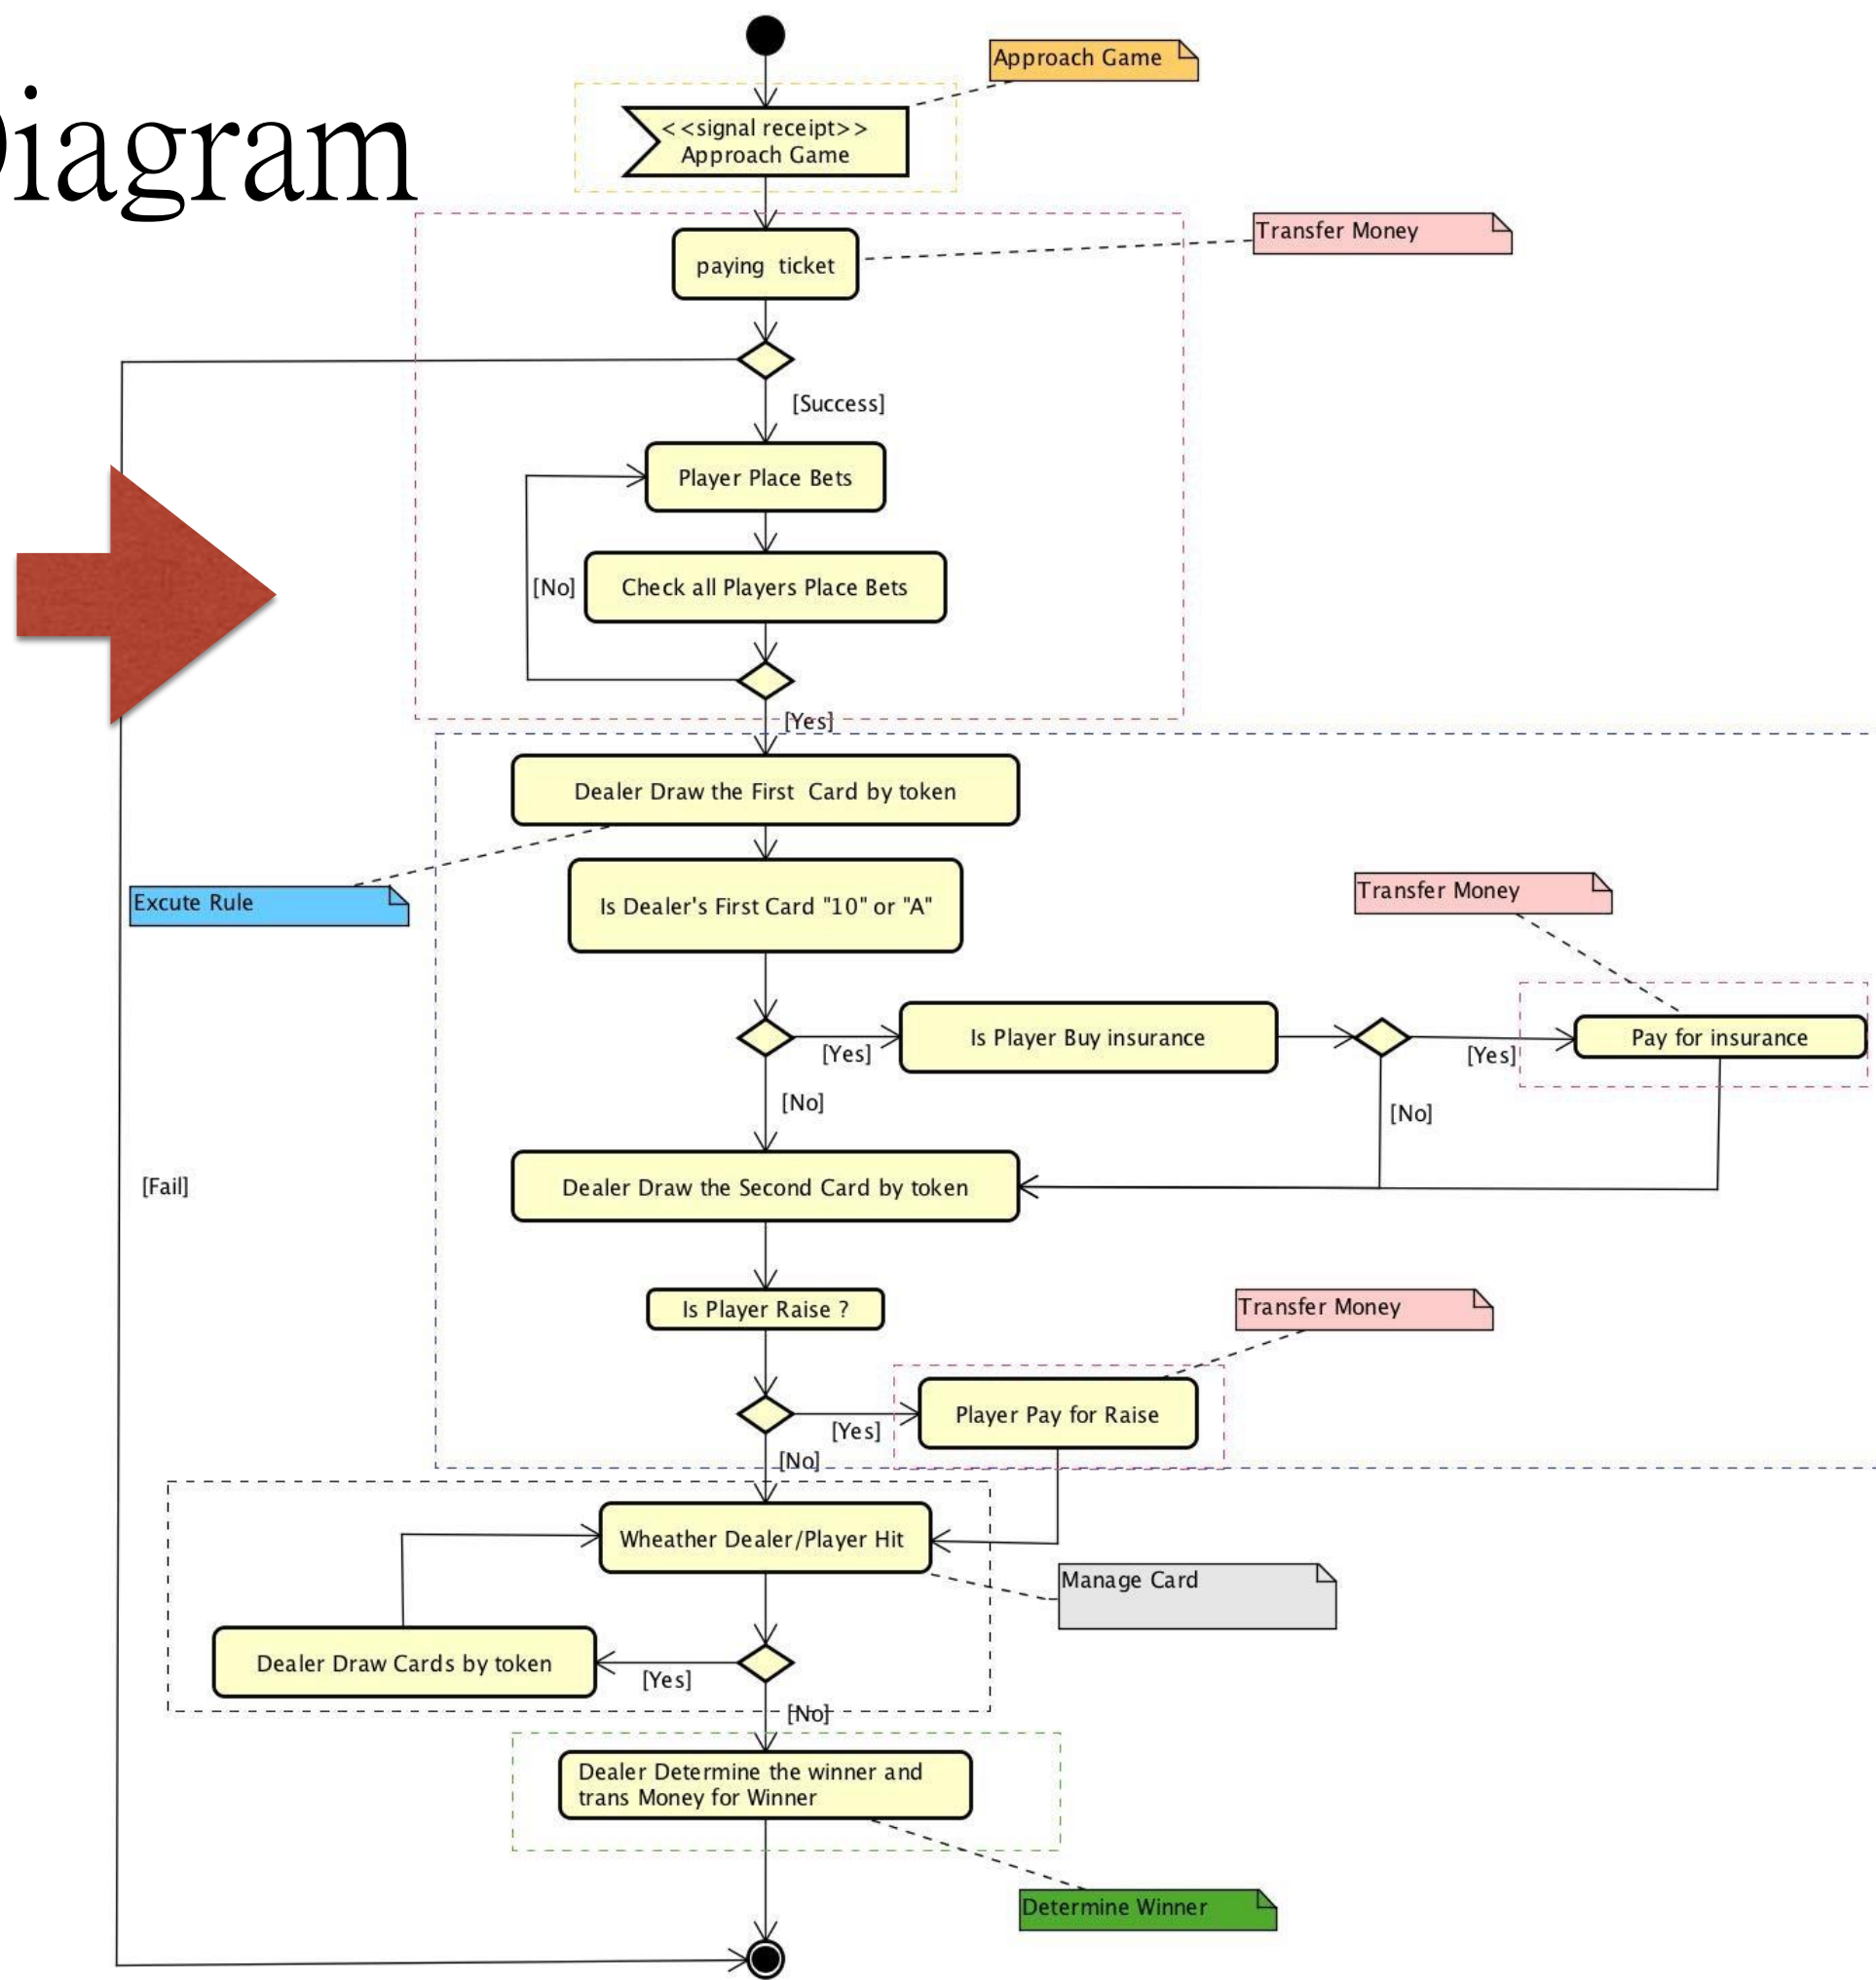 Diagram
Approach Game
<<signal receipt>>
Approach Game
Transfer Money
paying ticket
[Success]
Player Place Bets
[No]
Check all Players Place Bets
[Yes]
Dealer Draw the First Card by token
Excute Rule
Is Dealer's First Card "10" or "A"
Transfer Money
Is Player Buy insurance
Pay for insurance
[Yes]
[Yes]
[No]
[No]
[Fail]
Dealer Draw the Second Card by token
Is Player Raise ?
Transfer Money
Player Pay for Raise
[Yes]
[No]
Wheather Dealer/Player Hit
Manage Card
Dealer Draw Cards by token
[Yes]
[No]
Dealer Determine the winner and
trans Money for Winner
Determine Winner